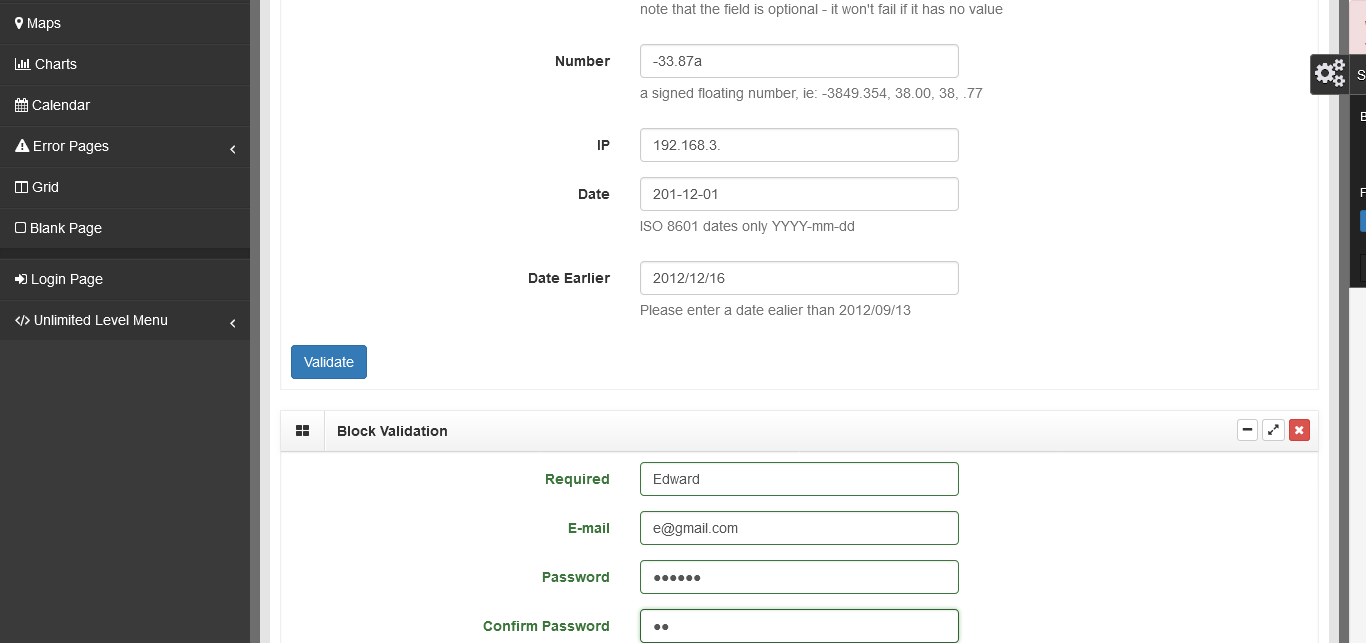 Maps
Charts
Calendar
Error Pages
Grid
Blank Page
Login Page
Unlimited Level Menu
note that the field is optional - it won't fail if it has no value
Number
-33.87a
a signed floating number, ie: -3849.354, 38.00, 38, .77
IP
192.168.3.
Date
201-12-01
ISO 8601 dates only YYYY-mm-dd
Date Earlier
2012/12/16
Please enter a date ealier than 2012/09/13
Validate
Block Validation
Required
Edward
E-mail
e@gmail.com
Password
●●●●●●
Confirm Password
●●